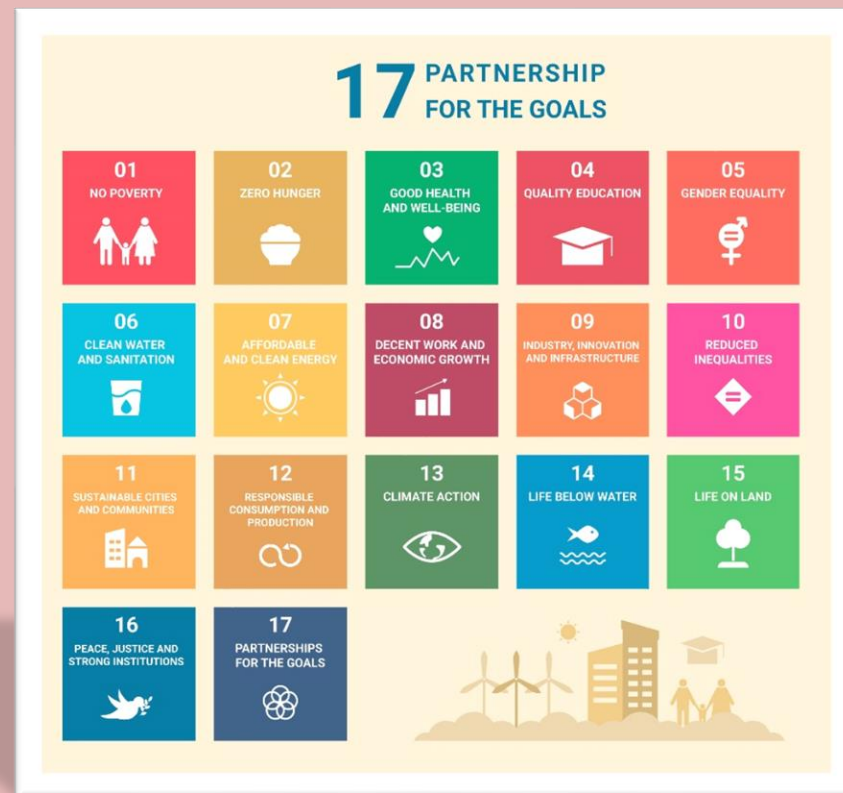 17 PARTNERSHIP
FOR THE GOALS
01
NO POVERTY
02
ZERO HUNGER
03
GOOD HEALTH
AND WELL-BEING
04
QUALITY EDUCATION
05
GENDER EQUALITY
06
CLEAN WATER
AND SANITATION
07
AFFORDABLE
AND CLEAN ENERGY
08
DECENT WORK AND
ECONOMIC GROWTH
09
INDUSTRY, INNOVATION
AND INFRASTRUCTURE
10
REDUCED
INEQUALITIES
11
SUSTAINABLE CITIES
AND COMMUNITIES
12
RESPONSIBLE
CONSUMPTION AND
PRODUCTION
13
CLIMATE ACTION
14
LIFE BELOW WATER
15
LIFE ON LAND
16
PEACE, JUSTICE AND
STRONG INSTITUTIONS
17
PARTNERSHIPS
FOR THE GOALS